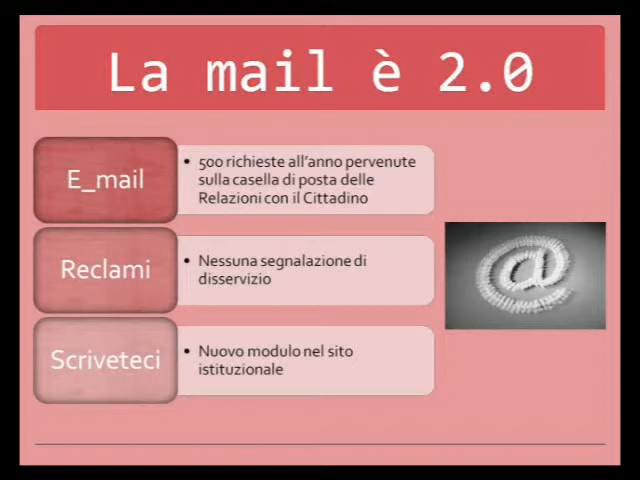 La mail è 2.0
E_mail
• 500 richieste all'anno pervenute
sulla casella di posta delle
Relazioni con il Cittadino
Reclami
• Nessuna segnalazione di
disservizio
Scriveteci
• Nuovo modulo nel sito
istituzionale
@